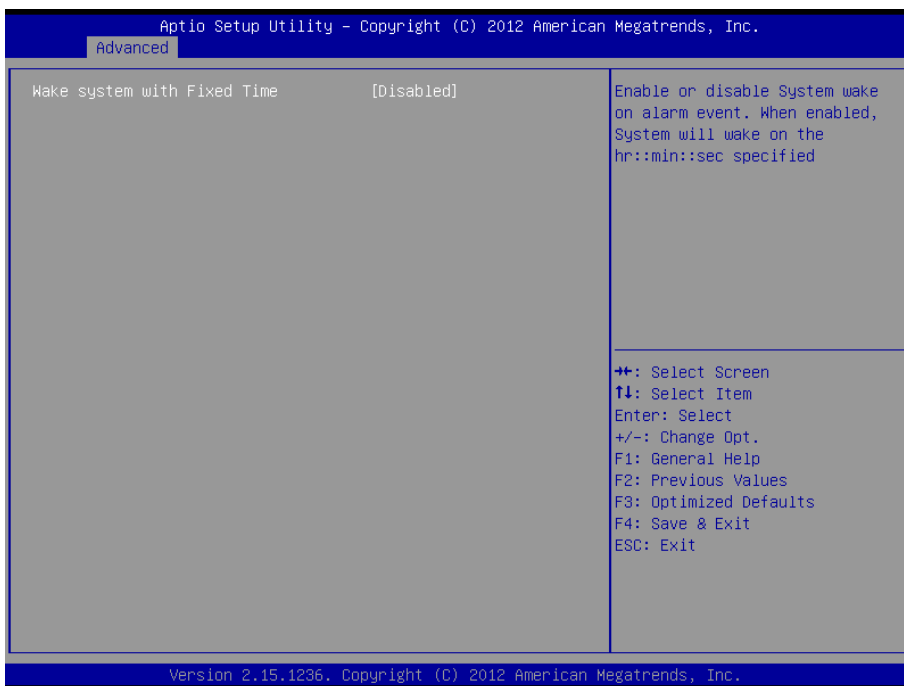 Aptio Setup Utility – Copyright (C) 2012 American Megatrends, Inc.
Advanced
Wake system with Fixed Time [Disabled]
Enable or disable System wake
on alarm event. When enabled,
System will wake on the
hr::min::sec specified
→←: Select Screen
↑↓: Select Item
Enter: Select
+/-: Change Opt.
F1: General Help
F2: Previous Values
F3: Optimized Defaults
F4: Save & Exit
ESC: Exit
Version 2.15.1236. Copyright (C) 2012 American Megatrends, Inc.